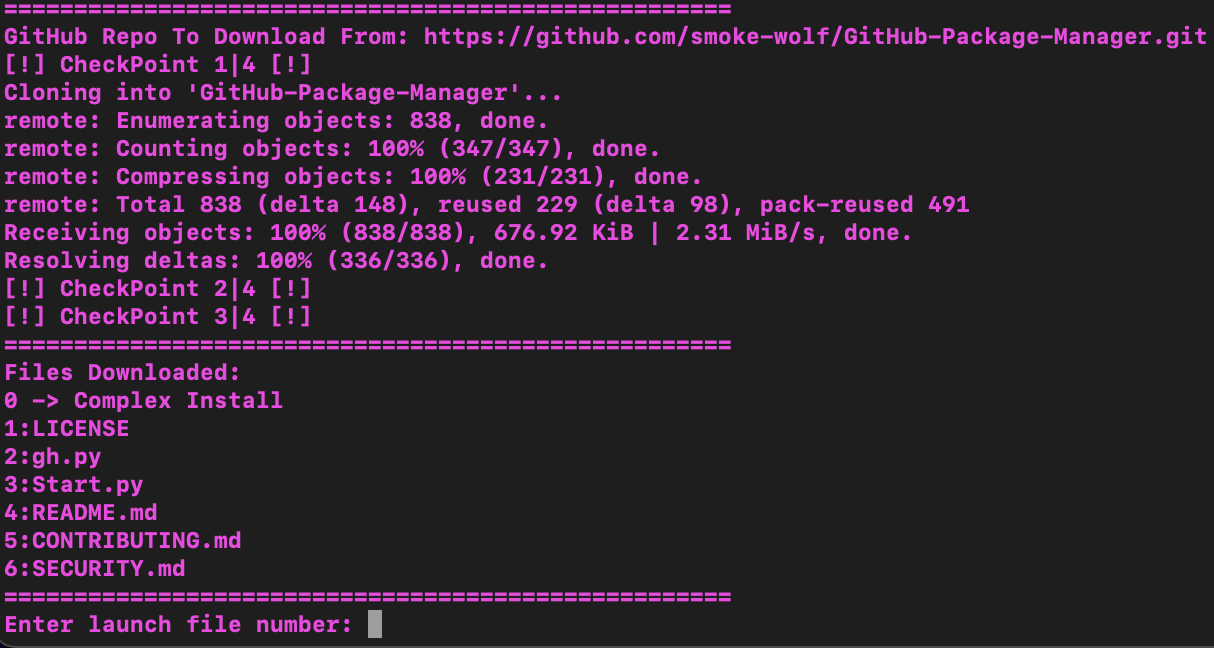 ====================================================
GitHub Repo To Download From: https://github.com/smoke-wolf/GitHub-Package-Manager.git
[!] CheckPoint 1|4 [!]
Cloning into 'GitHub-Package-Manager'...
remote: Enumerating objects: 838, done.
remote: Counting objects: 100% (347/347), done.
remote: Compressing objects: 100% (231/231), done.
remote: Total 838 (delta 148), reused 229 (delta 98), pack-reused 491
Receiving objects: 100% (838/838), 676.92 KiB | 2.31 MiB/s, done.
Resolving deltas: 100% (336/336), done.
[!] CheckPoint 2|4 [!]
[!] CheckPoint 3|4 [!]
====================================================
Files Downloaded:
0 -> Complex Install
1:LICENSE
2:gh.py
3:Start.py
4:README.md
5:CONTRIBUTING.md
6:SECURITY.md
====================================================
Enter launch file number: